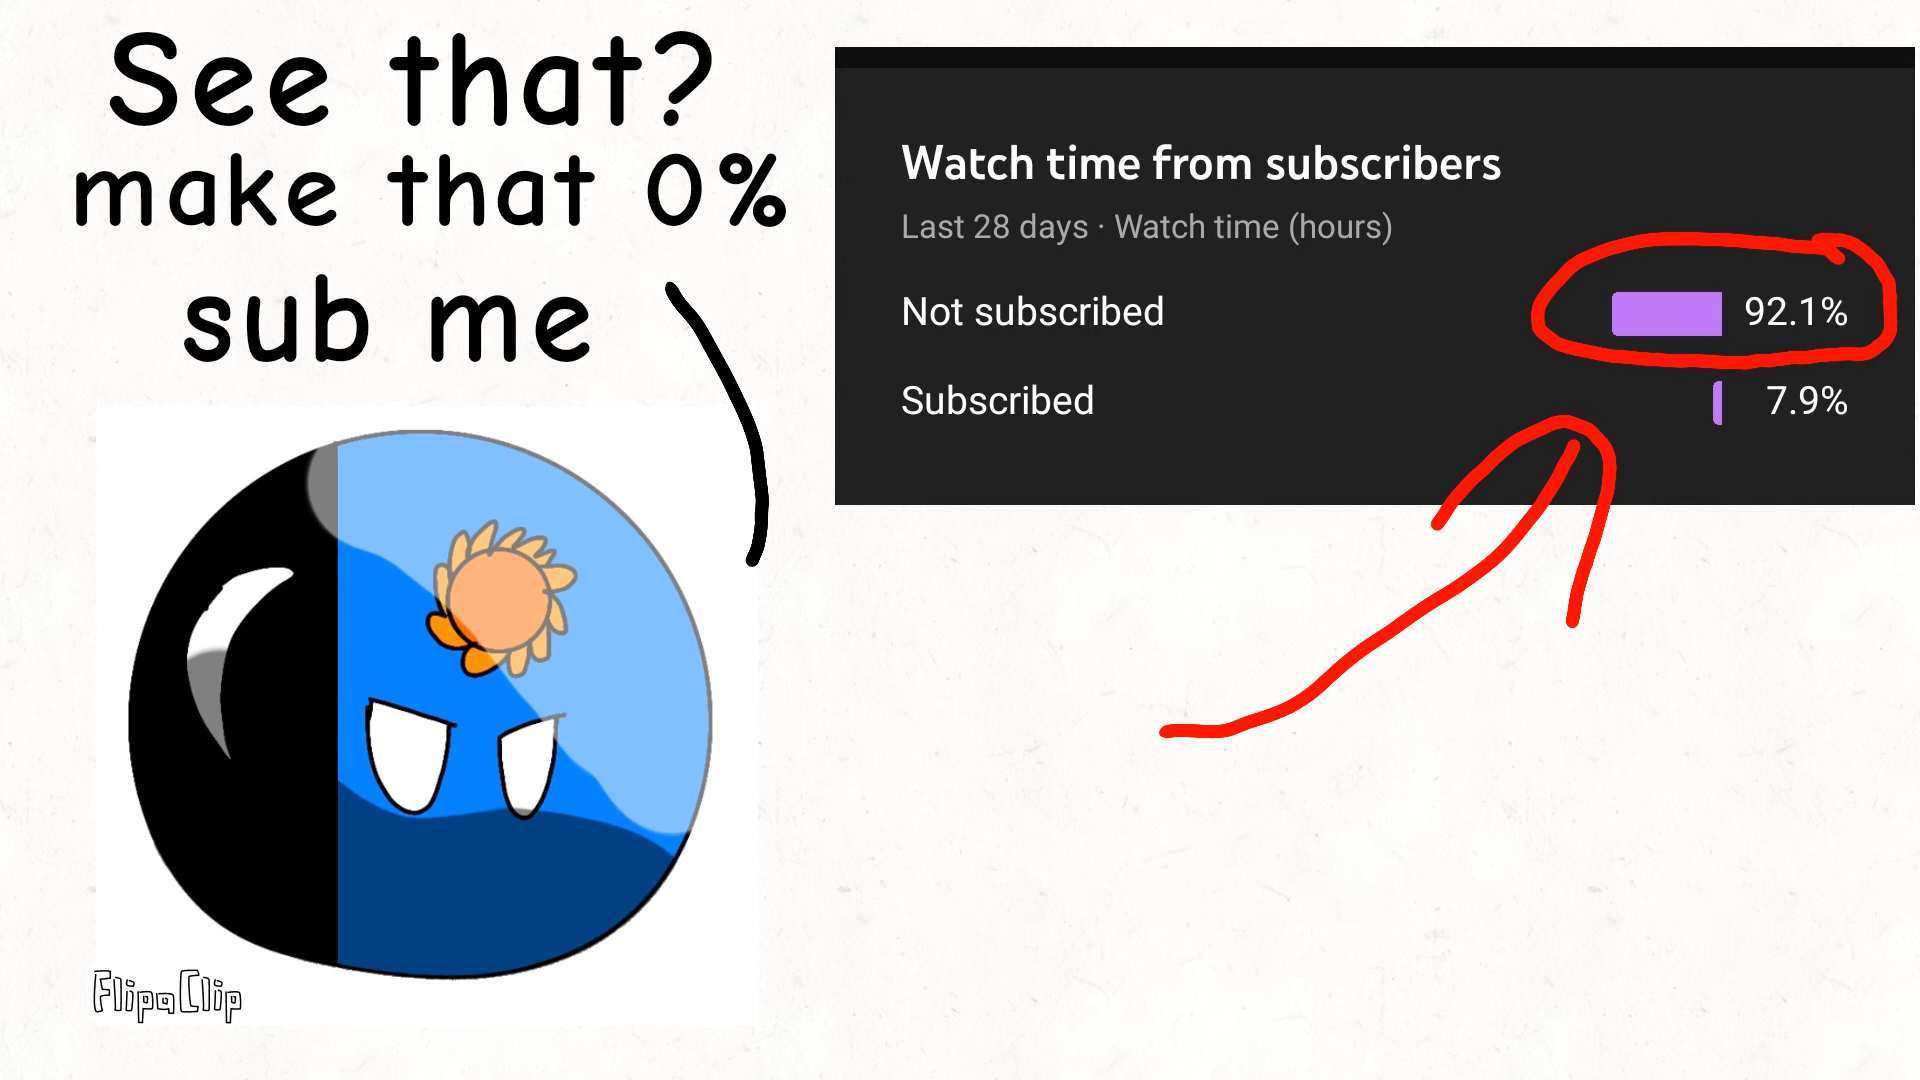 See that?
make that 0%
sub me
Watch time from subscribers
Last 28 days · Watch time (hours)
Not subscribed 92.1%
Subscribed 7.9%
FlipaClip